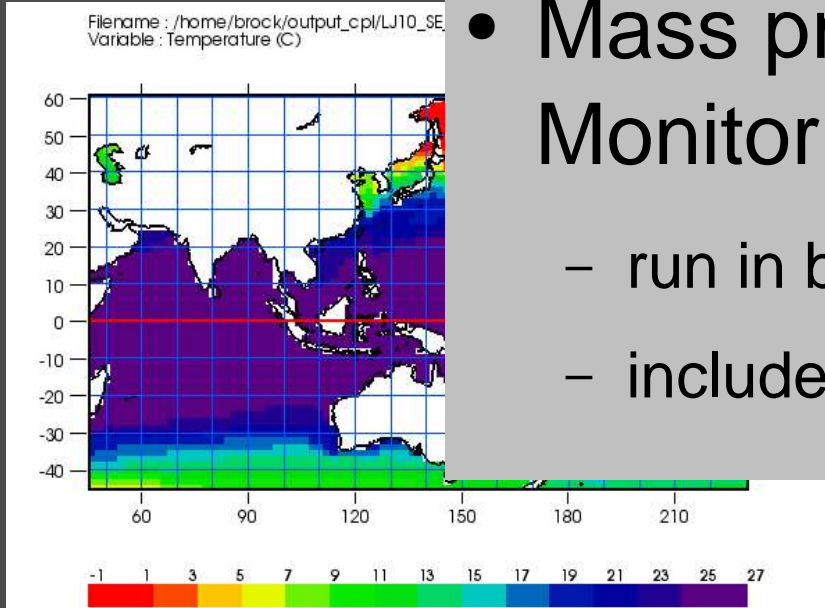 Filename : /home/brock/output_cpl/LJ10_SE_
Variable : Temperature (C)
• Mass pr
Monitor
– run in b
– include
60
50
40
30
20
10
0
-10
-20
-30
-40
60 90 120 150 180 210
-1 1 3 5 7 9 11 13 15 17 19 21 23 25 27